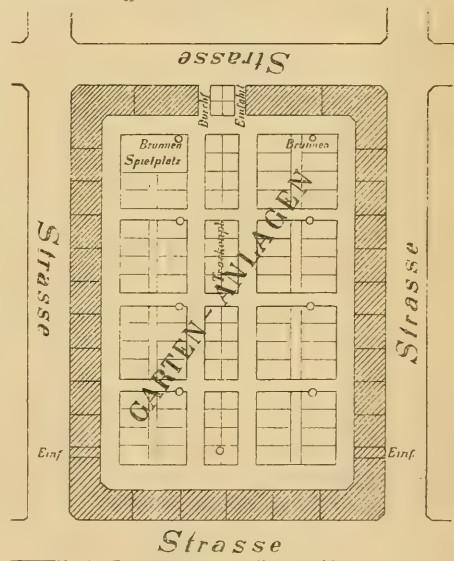 Strasse
Durchf.
Einfahrt
Brunnen
Spielplatz
Brunnen
Strasse
Strasse
GARTEN-ANLAGEN
Einf.
Einf.
Strasse